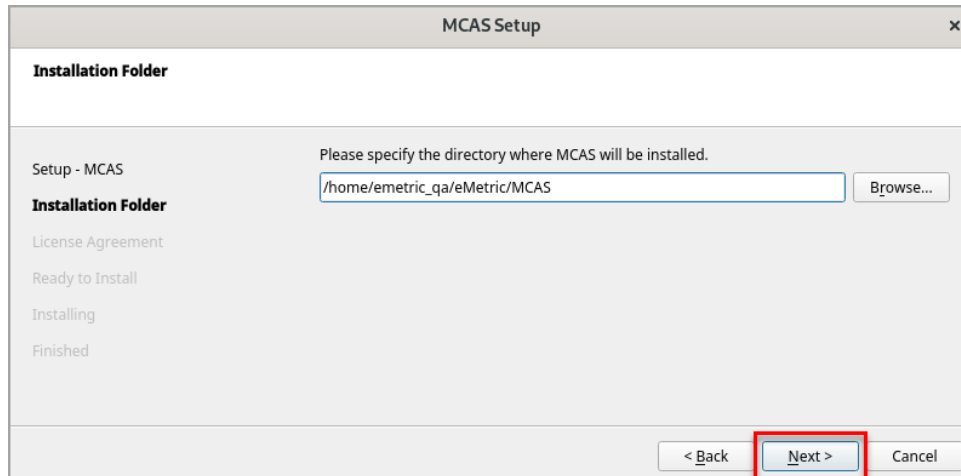 MCAS Setup
×
Installation Folder
Setup - MCAS
Installation Folder
License Agreement
Ready to Install
Installing
Finished
Please specify the directory where MCAS will be installed.
/home/emetric_qa/eMetric/MCAS
Browse...
< Back
Next >
Cancel